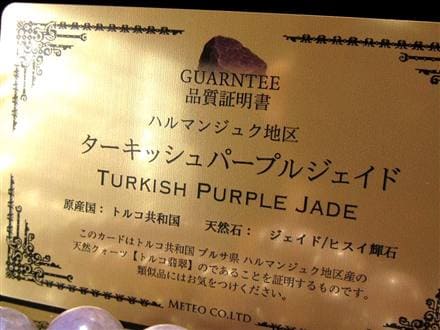 GUARNTEE
品質証明書
ハルマンジュク地区
ターキッシュパープルジェイド
TURKISH PURPLE JADE
原産国：トルコ共和国　天然石：ジェイド/ヒスイ輝石
このカードはトルコ共和国 ブルサ県 ハルマンジュク地区産の
天然クォーツ【トルコ翡翠】のであることを証明するものです。
類似品にはお気をつけください。
METEO CO.LTD